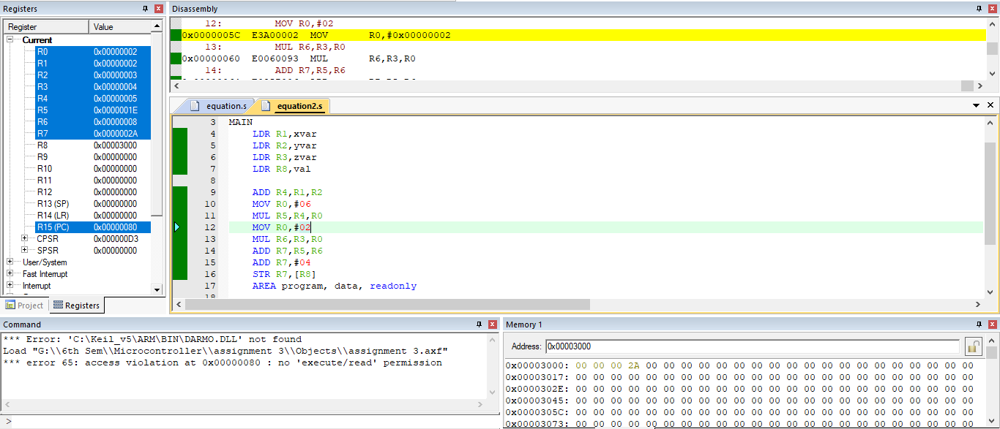 Registers
Register Value
Current
R0 0x00000002
R1 0x00000002
R2 0x00000003
R3 0x00000004
R4 0x00000005
R5 0x0000001E
R6 0x00000008
R7 0x0000002A
R8 0x00003000
R9 0x00000000
R10 0x00000000
R11 0x00000000
R12 0x00000000
R13 (SP) 0x00000000
R14 (LR) 0x00000000
R15 (PC) 0x00000080
CPSR 0x000000D3
SPSR 0x00000000
User/System
Fast Interrupt
Interrupt
Project Registers
Disassembly
12: MOV R0,#02
0x0000005C E3A00002 MOV R0,#0x00000002
13: MUL R6,R3,R0
0x00000060 E0060093 MUL R6,R3,R0
14: ADD R7,R5,R6
equation.s equation2.s
3 MAIN
4 LDR R1,xvar
5 LDR R2,yvar
6 LDR R3,zvar
7 LDR R8,val
8
9 ADD R4,R1,R2
10 MOV R0,#06
11 MUL R5,R4,R0
12 MOV R0,#02
13 MUL R6,R3,R0
14 ADD R7,R5,R6
15 ADD R7,#04
16 STR R7,[R8]
17 AREA program, data, readonly
18
Command
*** Error: 'C:\Keil_v5\ARM\BIN\DARMO.DLL' not found
Load "G:\\6th Sem\\Microcontroller\\assignment 3\\Objects\\assignment 3.axf"
*** error 65: access violation at 0x00000080 : no 'execute/read' permission
>
Memory 1
Address: 0x00003000
0x00003000: 00 00 00 2A 00 00 00 00 00 00 00 00 00 00 00 00 00 00 00 00 00 00 00
0x00003017: 00 00 00 00 00 00 00 00 00 00 00 00 00 00 00 00 00 00 00 00 00 00 00
0x0000302E: 00 00 00 00 00 00 00 00 00 00 00 00 00 00 00 00 00 00 00 00 00 00 00
0x00003045: 00 00 00 00 00 00 00 00 00 00 00 00 00 00 00 00 00 00 00 00 00 00 00
0x0000305C: 00 00 00 00 00 00 00 00 00 00 00 00 00 00 00 00 00 00 00 00 00 00 00
0x00003073: 00 00 00 00 00 00 00 00 00 00 00 00 00 00 00 00 00 00 00 00 00 00 00